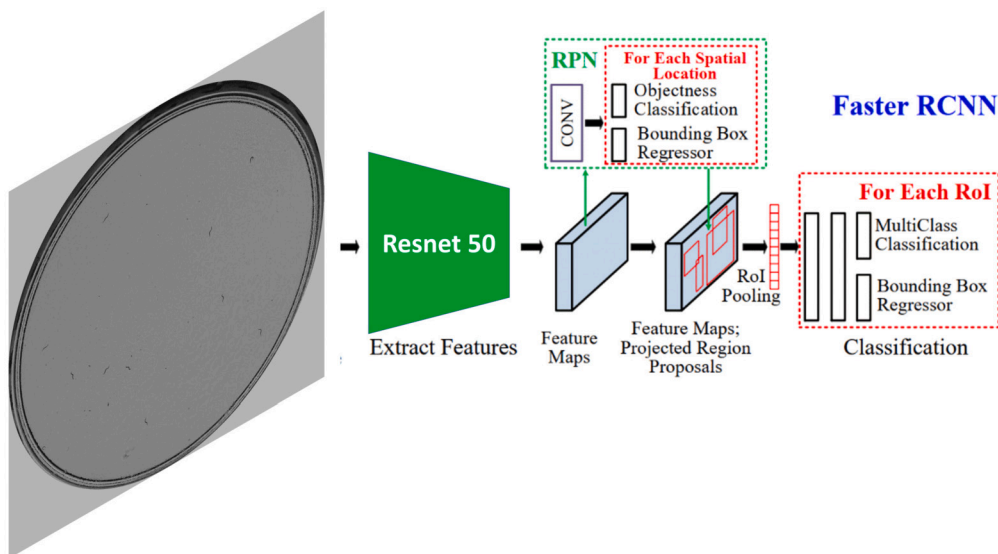 RPN
For Each Spatial
Location
CONV
Objectness
Classification
Bounding Box
Regressor
Faster RCNN
Resnet 50
Extract Features
Feature
Maps
Feature Maps;
Projected Region
Proposals
RoI
Pooling
For Each RoI
MultiClass
Classification
Bounding Box
Regressor
Classification